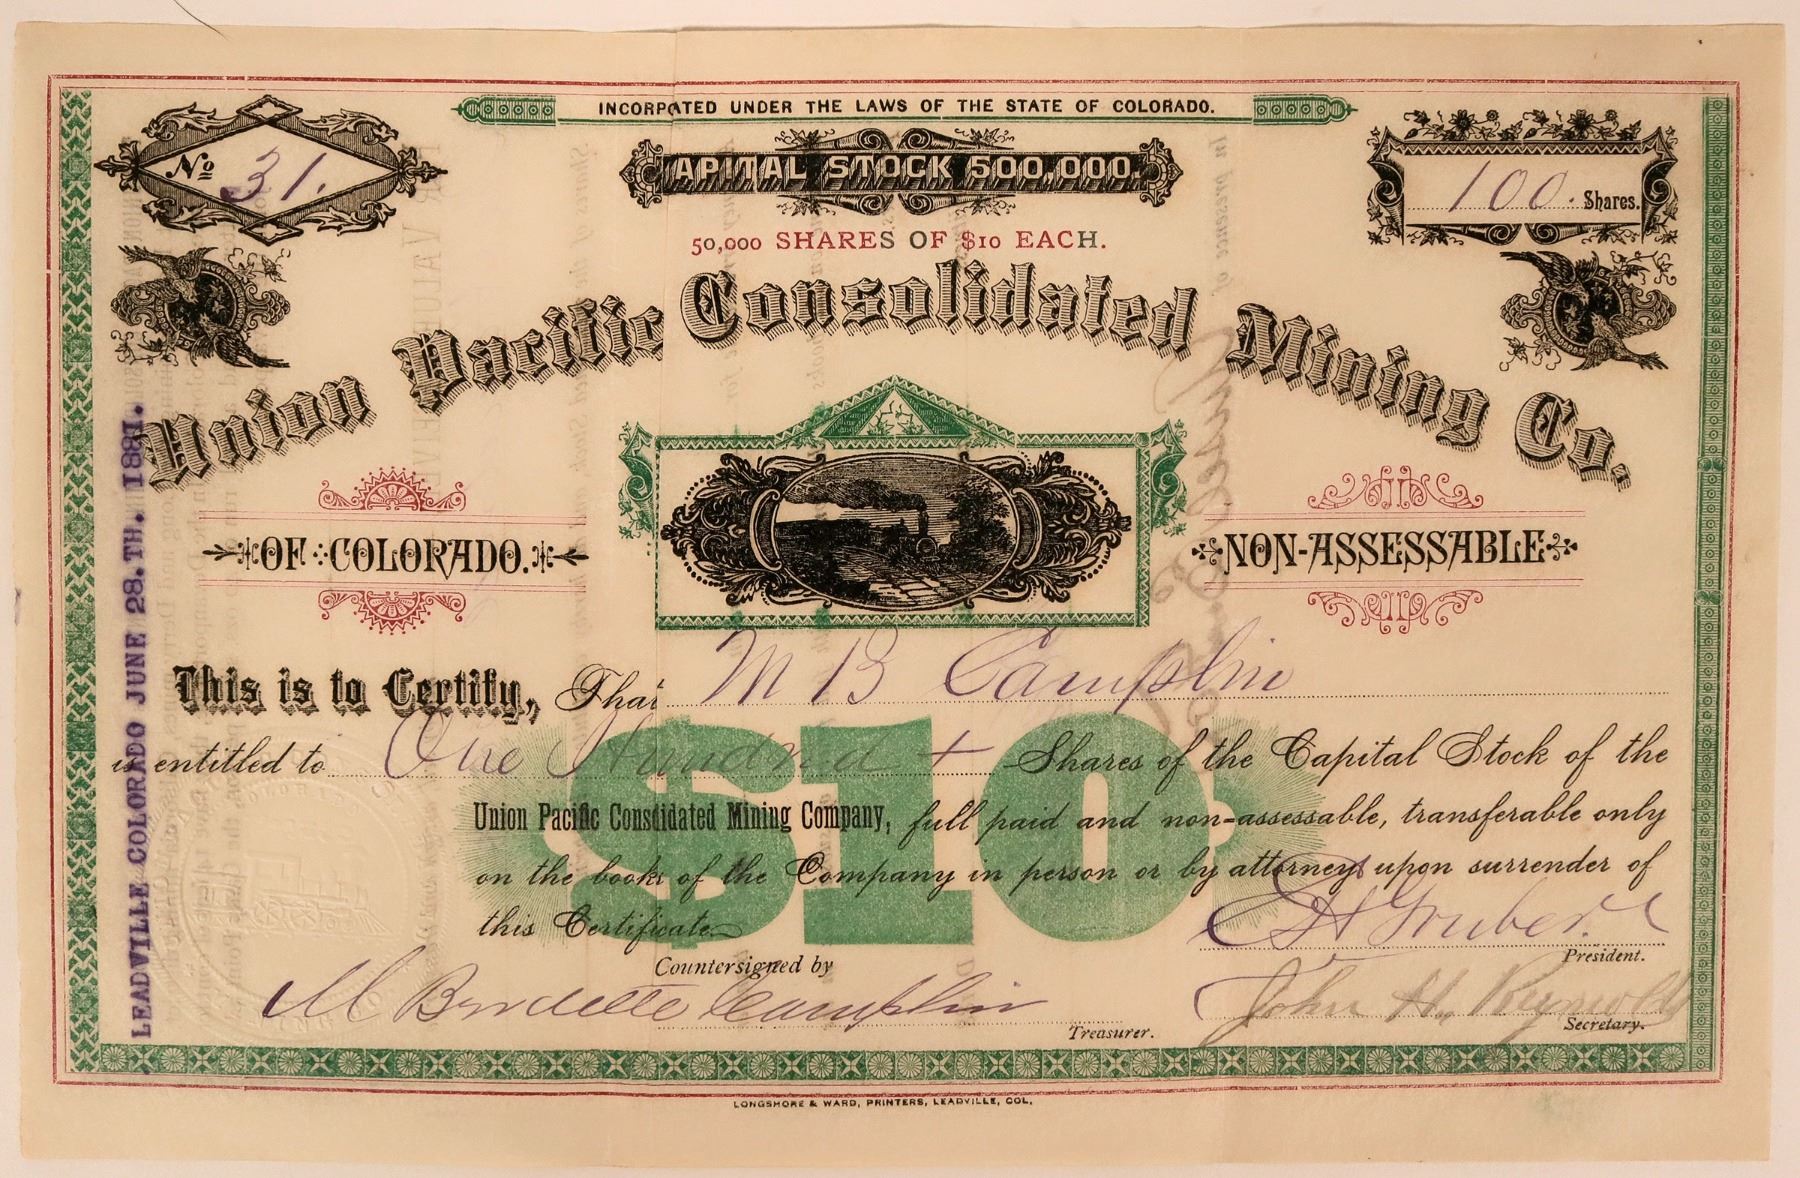 INCORPATED UNDER THE LAWS OF THE STATE OF COLORADO.
No 31.
APITAL STOCK 500,000.
100. Shares.
50,000 SHARES OF $10 EACH.
Union Pacific Consolidated Mining Co.
OF COLORADO.
NON-ASSESSABLE
LEADVILLE COLORADO JUNE 28.TH. 1881.
This is to Certify, That M B Camplin
is entitled to One Hundred + Shares of the Capital Stock of the
$10
Union Pacific Consdidated Mining Company, full paid and non-assessable, transferable only
on the books of the Company in person or by attorney upon surrender of
this Certificate
Countersigned by
President.
M Burdette Camplin
Treasurer.
John H. Reynolds
Secretary.
LONGSHORE & WARD, PRINTERS, LEADVILLE, COL.